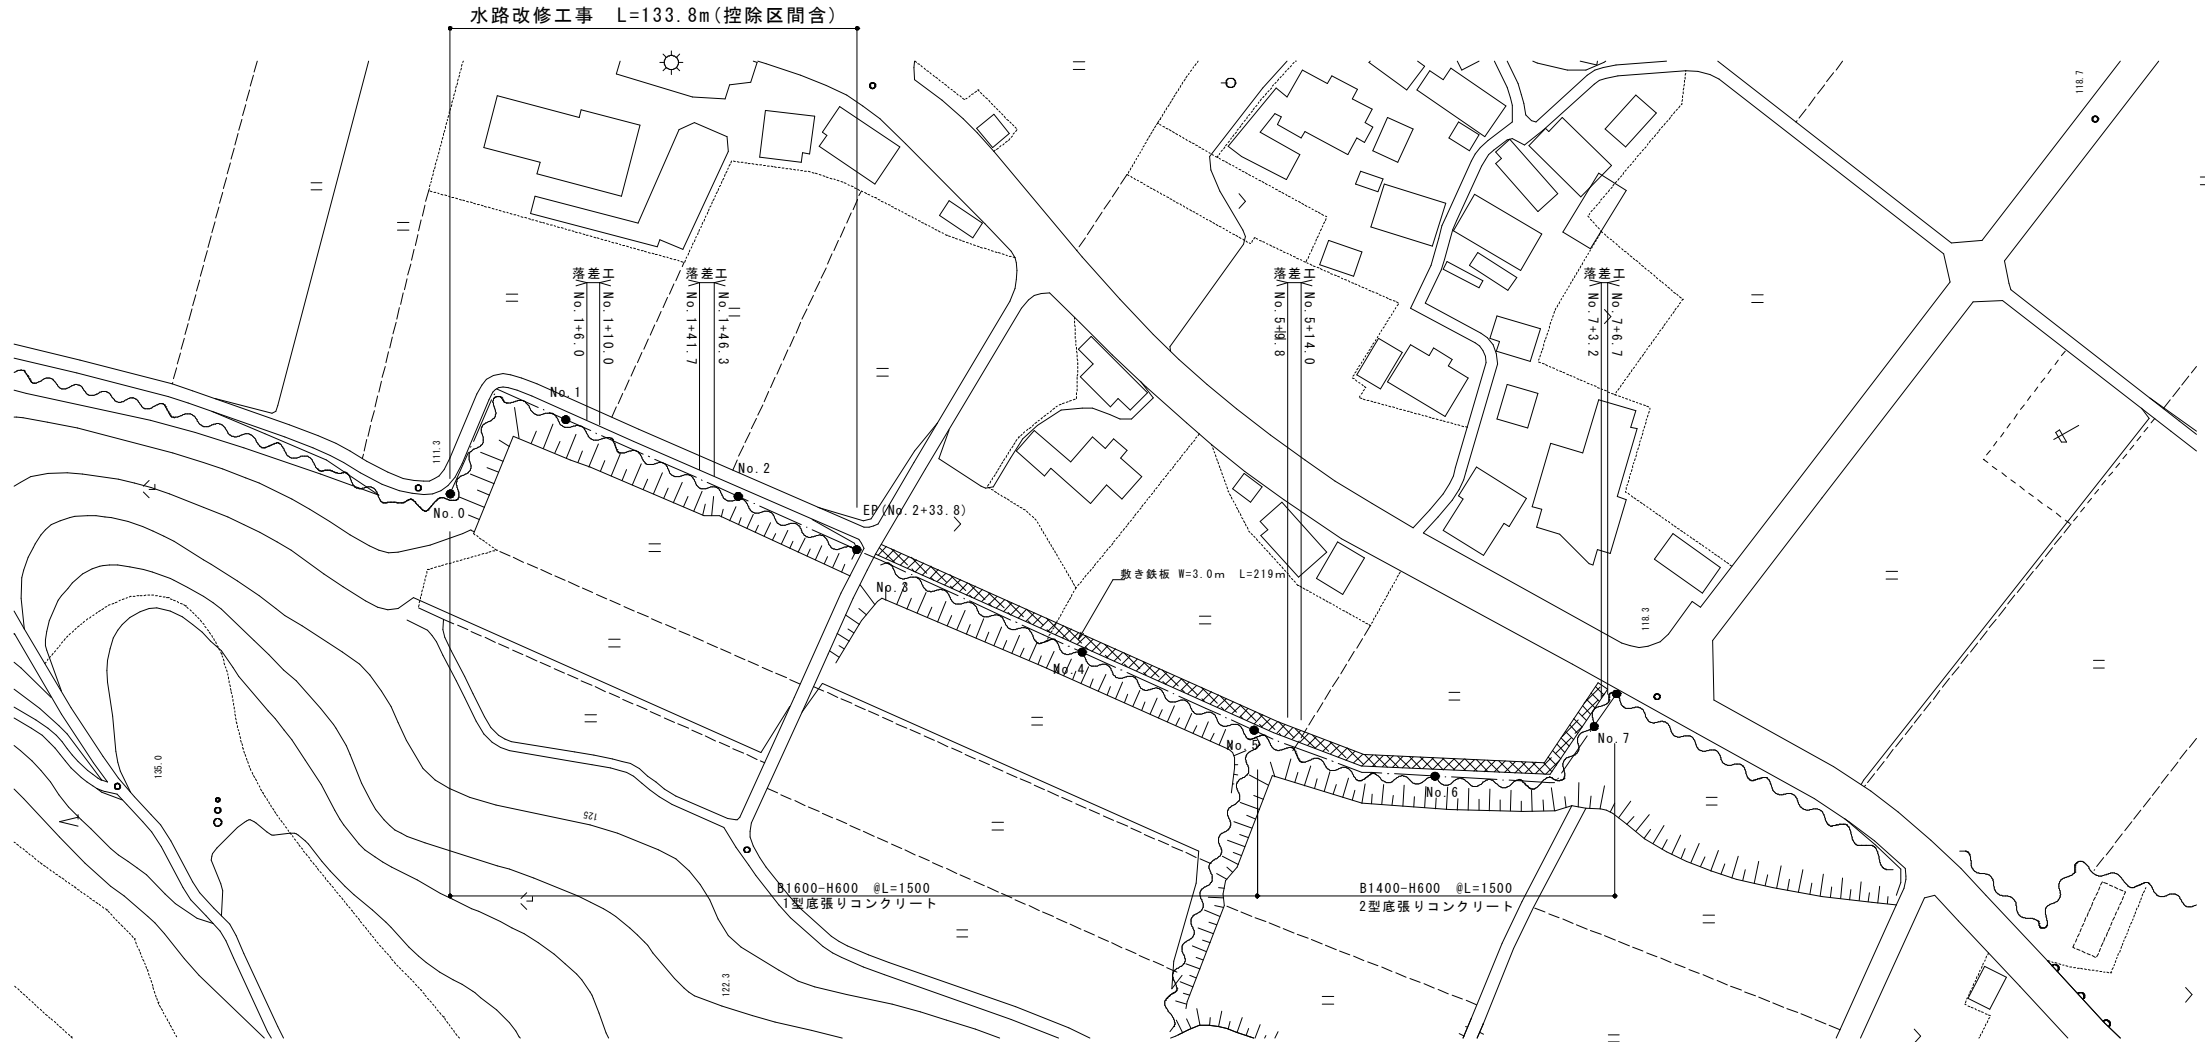 水路改修工事　L=133.8m(控除区間含)
118.7
落差工
No.1+6.0
No.1+10.0
落差工
No.1+41.7
No.1+46.3
落差工
No.5+9.8
No.5+14.0
落差工
No.7+3.2
No.7+6.7
No.1
111.3
No.2
No.0
EP(No.2+33.8)
敷き鉄板 W=3.0m　L=219m
No.3
118.3
No.4
No.5
No.7
135.0
No.6
125
B1600-H600　@L=1500
1型底張りコンクリート
B1400-H600　@L=1500
2型底張りコンクリート
122.3